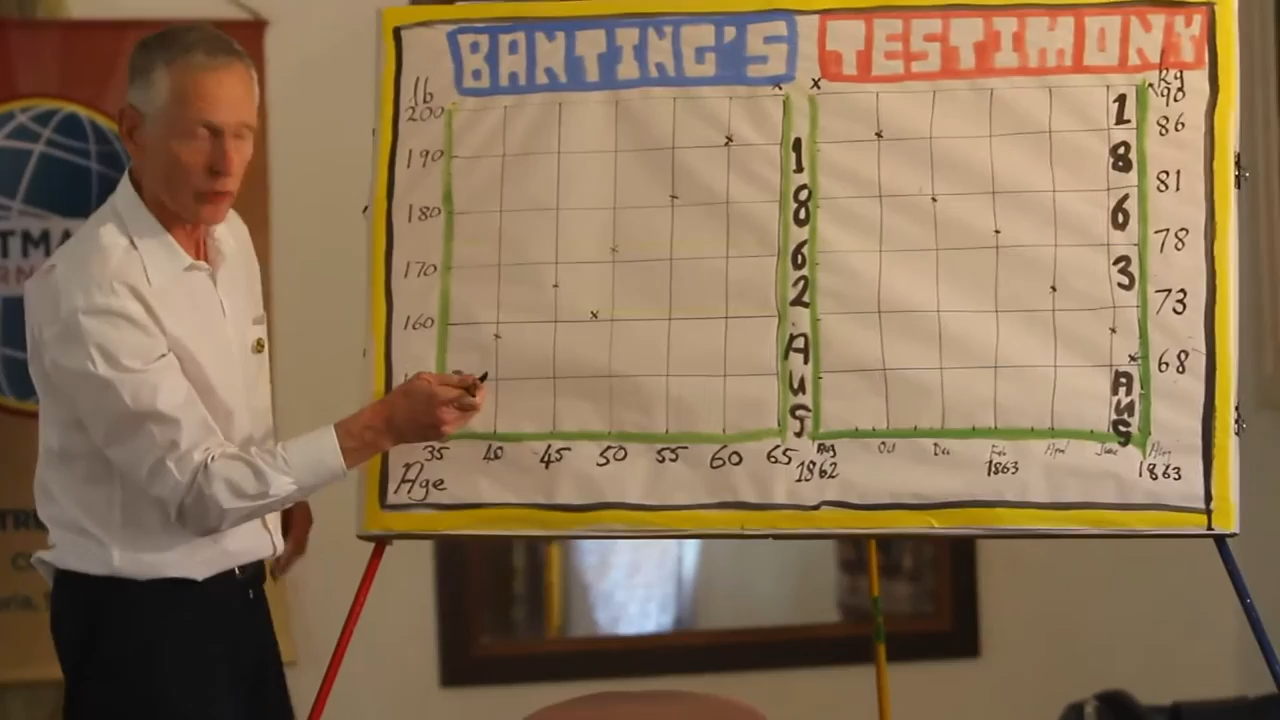 BANTING'S TESTIMONY
lb
200
190
180
170
160
35
40
45
50
55
60
65
Age
1862 AUG
kg
90
86
81
78
73
68
1863 AUG
Aug
1862
Oct
Dec
Feb
1863
April
June
Aug
1863